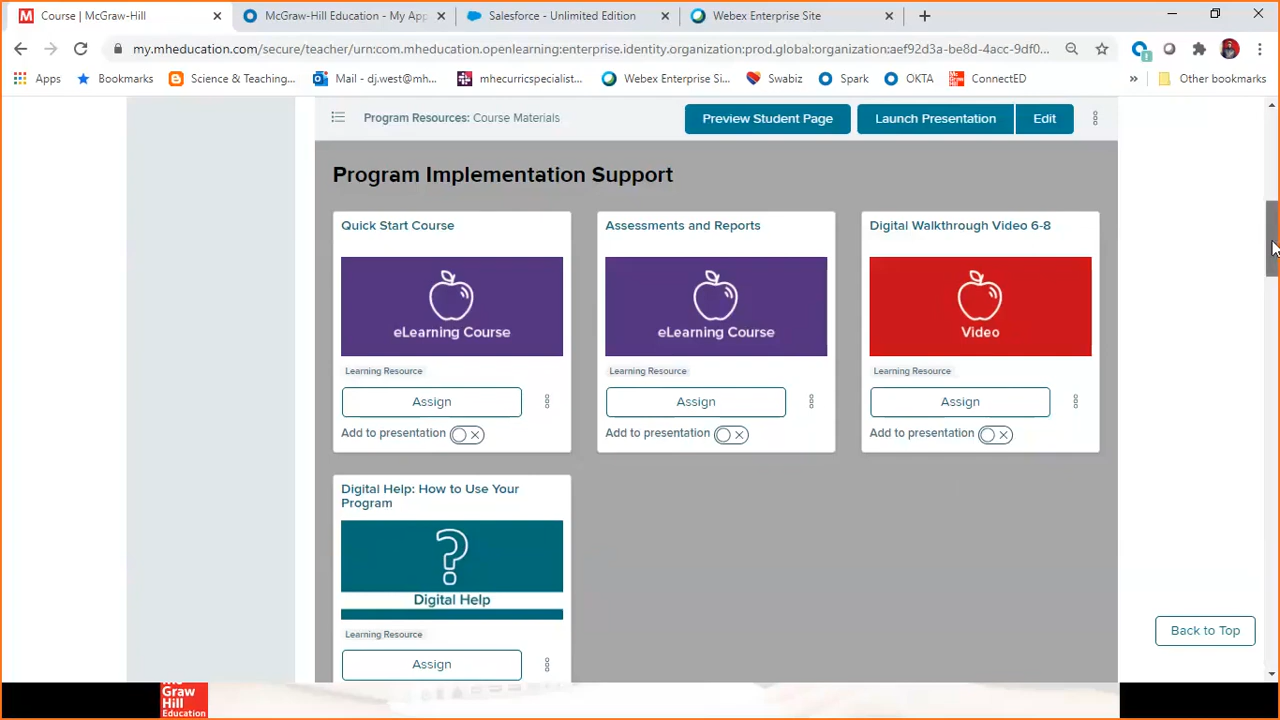 Course | McGraw-Hill
McGraw-Hill Education - My Ap
Salesforce - Unlimited Edition
Webex Enterprise Site
my.mheducation.com/secure/teacher/urn:com.mheducation.openlearning:enterprise.identity.organization:prod.globalorganization:aef92d3a-be8d-4acc-9df0...
1
Apps
Bookmarks
Science & Teaching...
Mail - dj.west@mh...
mhecurricspecialist...
Webex Enterprise Si...
Swabiz
Spark
OKTA
ConnectED
»
Other bookmarks
Program Resources: Course Materials
Preview Student Page
Launch Presentation
Edit
Program Implementation Support
Quick Start Course
Assessments and Reports
Digital Walkthrough Video 6-8
eLearning Course
eLearning Course
Video
Learning Resource
Learning Resource
Learning Resource
Assign
Assign
Assign
Add to presentation
Add to presentation
Add to presentation
Digital Help: How to Use Your
Program
?
Digital Help
Learning Resource
Assign
Back to Top
Mc
Graw
Hill
Education